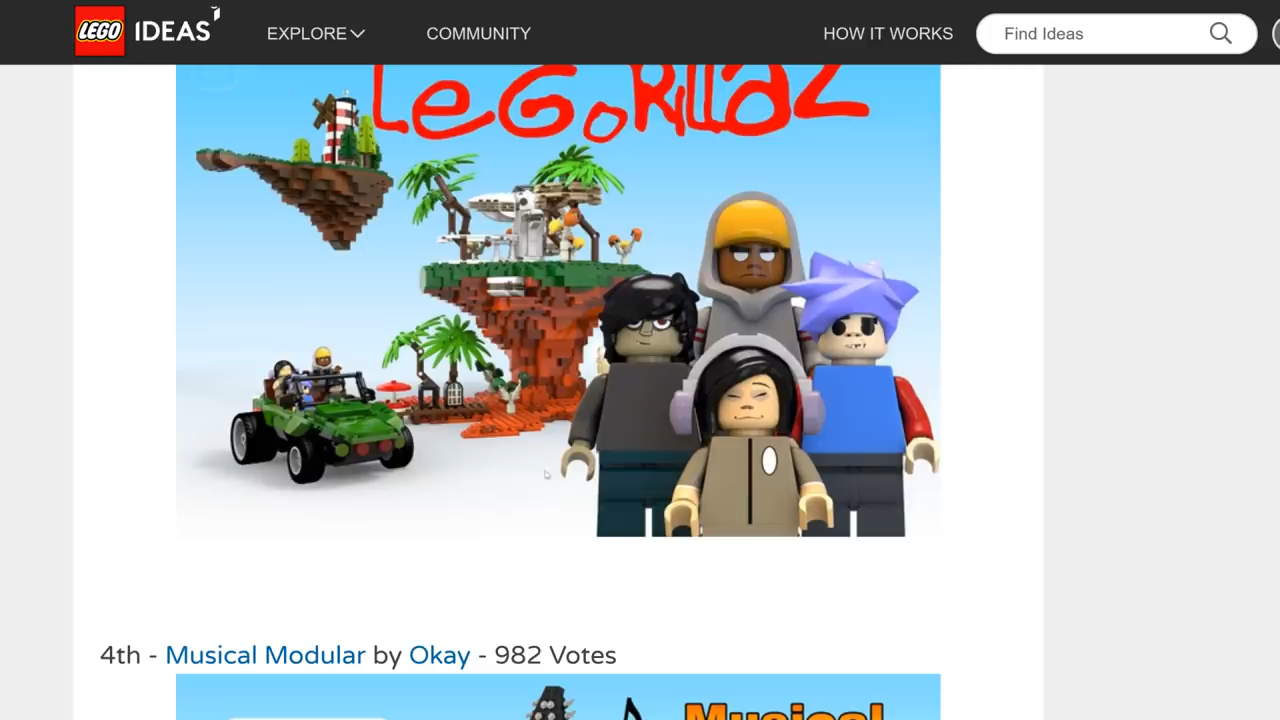 LEGO IDEAS EXPLORE COMMUNITY HOW IT WORKS Find Ideas
LeGoRillaZ
4th - Musical Modular by Okay - 982 Votes
Musical